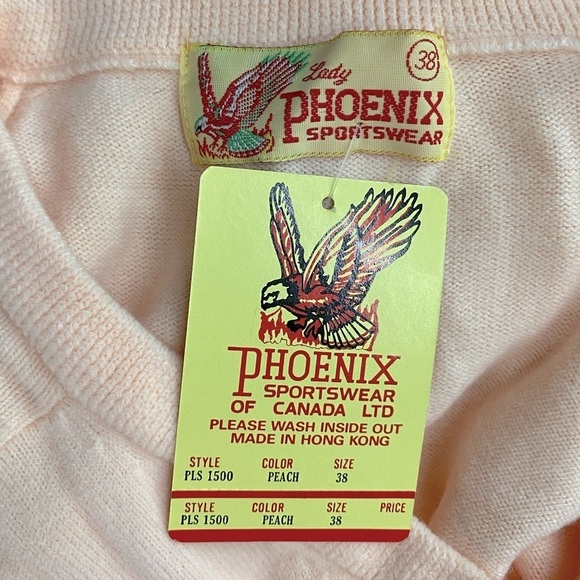 Lady
38
PHOENIX
SPORTSWEAR
PHOENIX
SPORTSWEAR
OF CANADA LTD
PLEASE WASH INSIDE OUT
MADE IN HONG KONG
STYLE COLOR SIZE
PLS 1500 PEACH 38
STYLE COLOR SIZE PRICE
PLS 1500 PEACH 38